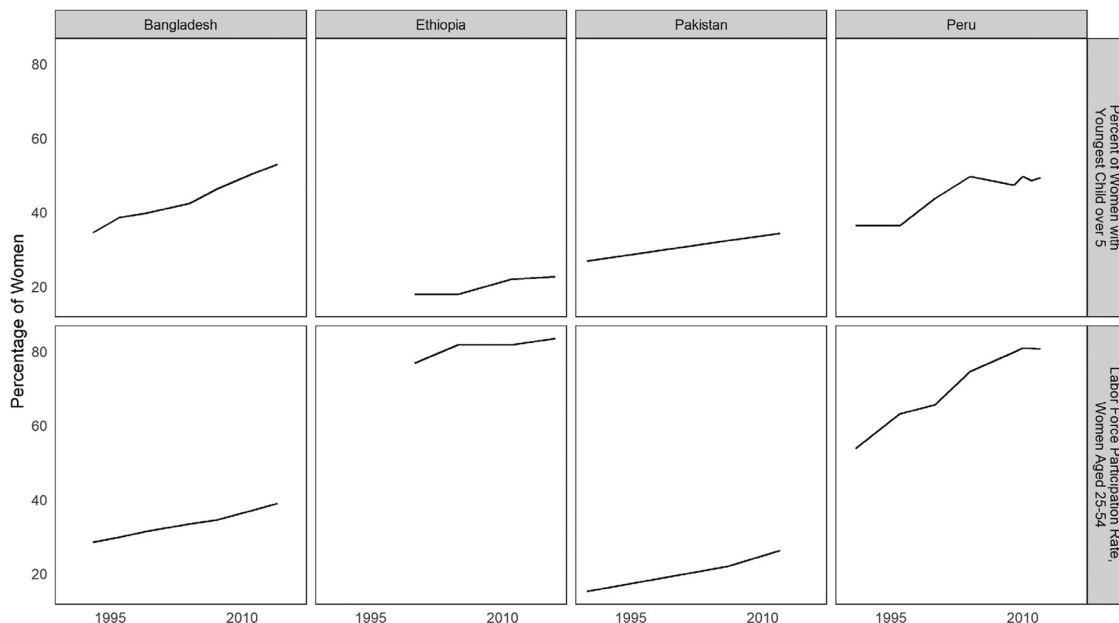 Bangladesh
Ethiopia
Pakistan
Peru
Percentage of Women
80
60
40
20
Percent of Women with
Youngest Child over 5
80
60
40
20
Labor Force Participation Rate,
Women Aged 25-54
1995
2010
1995
2010
1995
2010
1995
2010